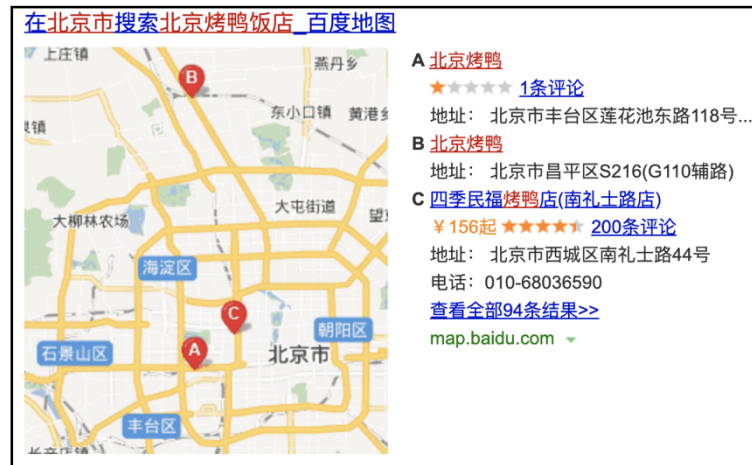 在北京市搜索北京烤鸭饭店_百度地图
上庄镇
燕丹乡
B
东小口镇
黄港乡
大柳林农场
大屯街道
海淀区
C
朝阳区
A
石景山区
北京市
丰台区
A 北京烤鸭
1条评论
地址： 北京市丰台区莲花池东路118号...
B 北京烤鸭
地址： 北京市昌平区S216(G110辅路)
C 四季民福烤鸭店(南礼士路店)
￥156起 200条评论
地址： 北京市西城区南礼士路44号
电话：010-68036590
查看全部94条结果>>
map.baidu.com